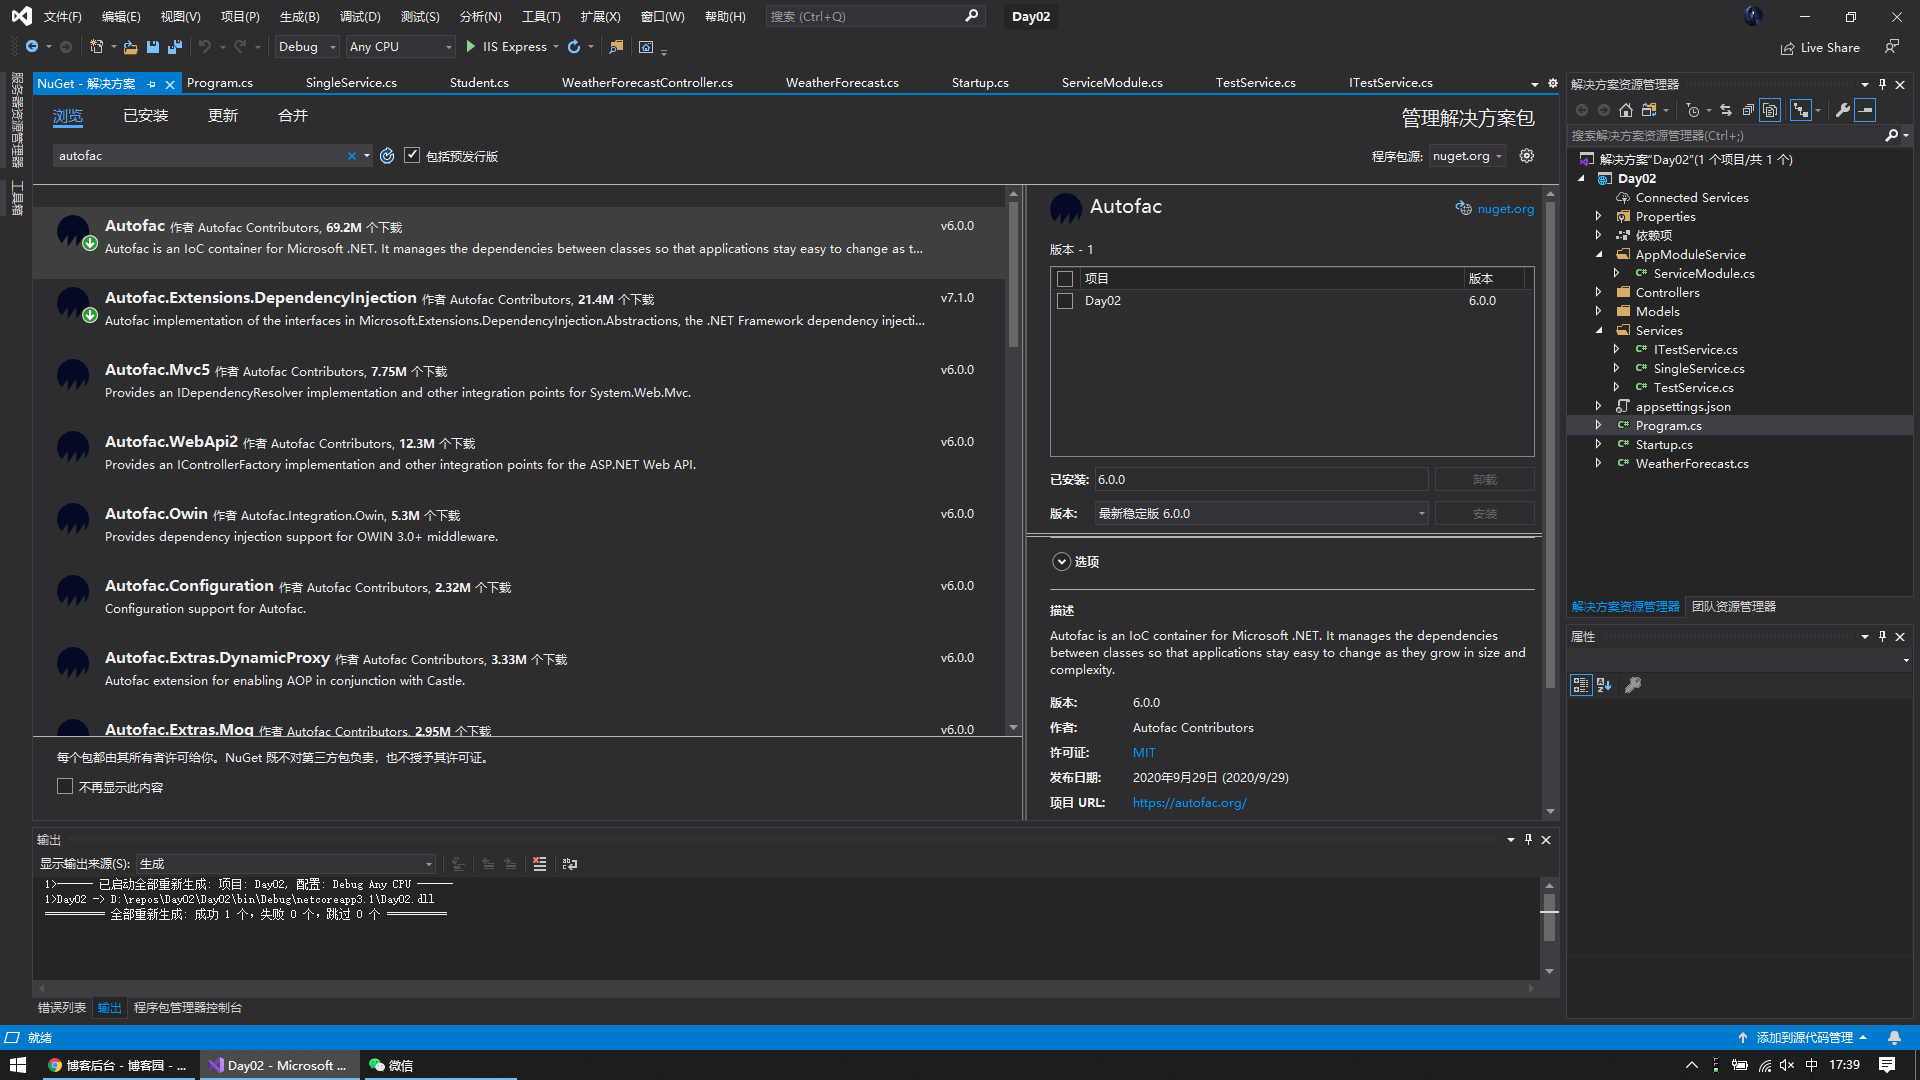 文件(F) 编辑(E) 视图(V) 项目(P) 生成(B) 调试(D) 测试(S) 分析(N) 工具(T) 扩展(X) 窗口(W) 帮助(H) 搜索 (Ctrl+Q) Day02
Debug Any CPU IIS Express Live Share
服务器资源管理器
工具箱
NuGet - 解决方案 Program.cs SingleService.cs Student.cs WeatherForecastController.cs WeatherForecast.cs Startup.cs ServiceModule.cs TestService.cs ITestService.cs
浏览 已安装 更新 合并 管理解决方案包
autofac 包括预发行版 程序包源: nuget.org
Autofac 作者 Autofac Contributors, 69.2M 个下载 v6.0.0
Autofac is an IoC container for Microsoft .NET. It manages the dependencies between classes so that applications stay easy to change as t...
Autofac.Extensions.DependencyInjection 作者 Autofac Contributors, 21.4M 个下载 v7.1.0
Autofac implementation of the interfaces in Microsoft.Extensions.DependencyInjection.Abstractions, the .NET Framework dependency injecti...
Autofac.Mvc5 作者 Autofac Contributors, 7.75M 个下载 v6.0.0
Provides an IDependencyResolver implementation and other integration points for System.Web.Mvc.
Autofac.WebApi2 作者 Autofac Contributors, 12.3M 个下载 v6.0.0
Provides an IControllerFactory implementation and other integration points for the ASP.NET Web API.
Autofac.Owin 作者 Autofac.Integration.Owin, 5.3M 个下载 v6.0.0
Provides dependency injection support for OWIN 3.0+ middleware.
Autofac.Configuration 作者 Autofac Contributors, 2.32M 个下载 v6.0.0
Configuration support for Autofac.
Autofac.Extras.DynamicProxy 作者 Autofac Contributors, 3.33M 个下载 v6.0.0
Autofac extension for enabling AOP in conjunction with Castle.
Autofac.Extras.Moq 作者 Autofac Contributors, 2.95M 个下载 v6.0.0
每个包都由其所有者许可给你。NuGet 既不对第三方包负责，也不授予其许可证。
不再显示此内容
Autofac nuget.org
版本 - 1
项目 版本
Day02 6.0.0
已安装: 6.0.0 卸载
版本: 最新稳定版 6.0.0 安装
选项
描述
Autofac is an IoC container for Microsoft .NET. It manages the dependencies
between classes so that applications stay easy to change as they grow in size and
complexity.
版本: 6.0.0
作者: Autofac Contributors
许可证: MIT
发布日期: 2020年9月29日 (2020/9/29)
项目 URL: https://autofac.org/
输出
显示输出来源(S): 生成
1>------ 已启动全部重新生成: 项目: Day02, 配置: Debug Any CPU ------
1>Day02 -> D:\repos\Day02\Day02\bin\Debug\netcoreapp3.1\Day02.dll
========== 全部重新生成: 成功 1 个，失败 0 个，跳过 0 个 ==========
错误列表 输出 程序包管理器控制台
解决方案资源管理器
搜索解决方案资源管理器(Ctrl+;)
解决方案"Day02"(1 个项目/共 1 个)
Day02
Connected Services
Properties
依赖项
AppModuleService
C# ServiceModule.cs
Controllers
Models
Services
C# ITestService.cs
C# SingleService.cs
C# TestService.cs
appsettings.json
C# Program.cs
C# Startup.cs
C# WeatherForecast.cs
解决方案资源管理器 团队资源管理器
属性
就绪 添加到源代码管理
博客后台 - 博客园 - ... Day02 - Microsoft ... 微信 中 17:39